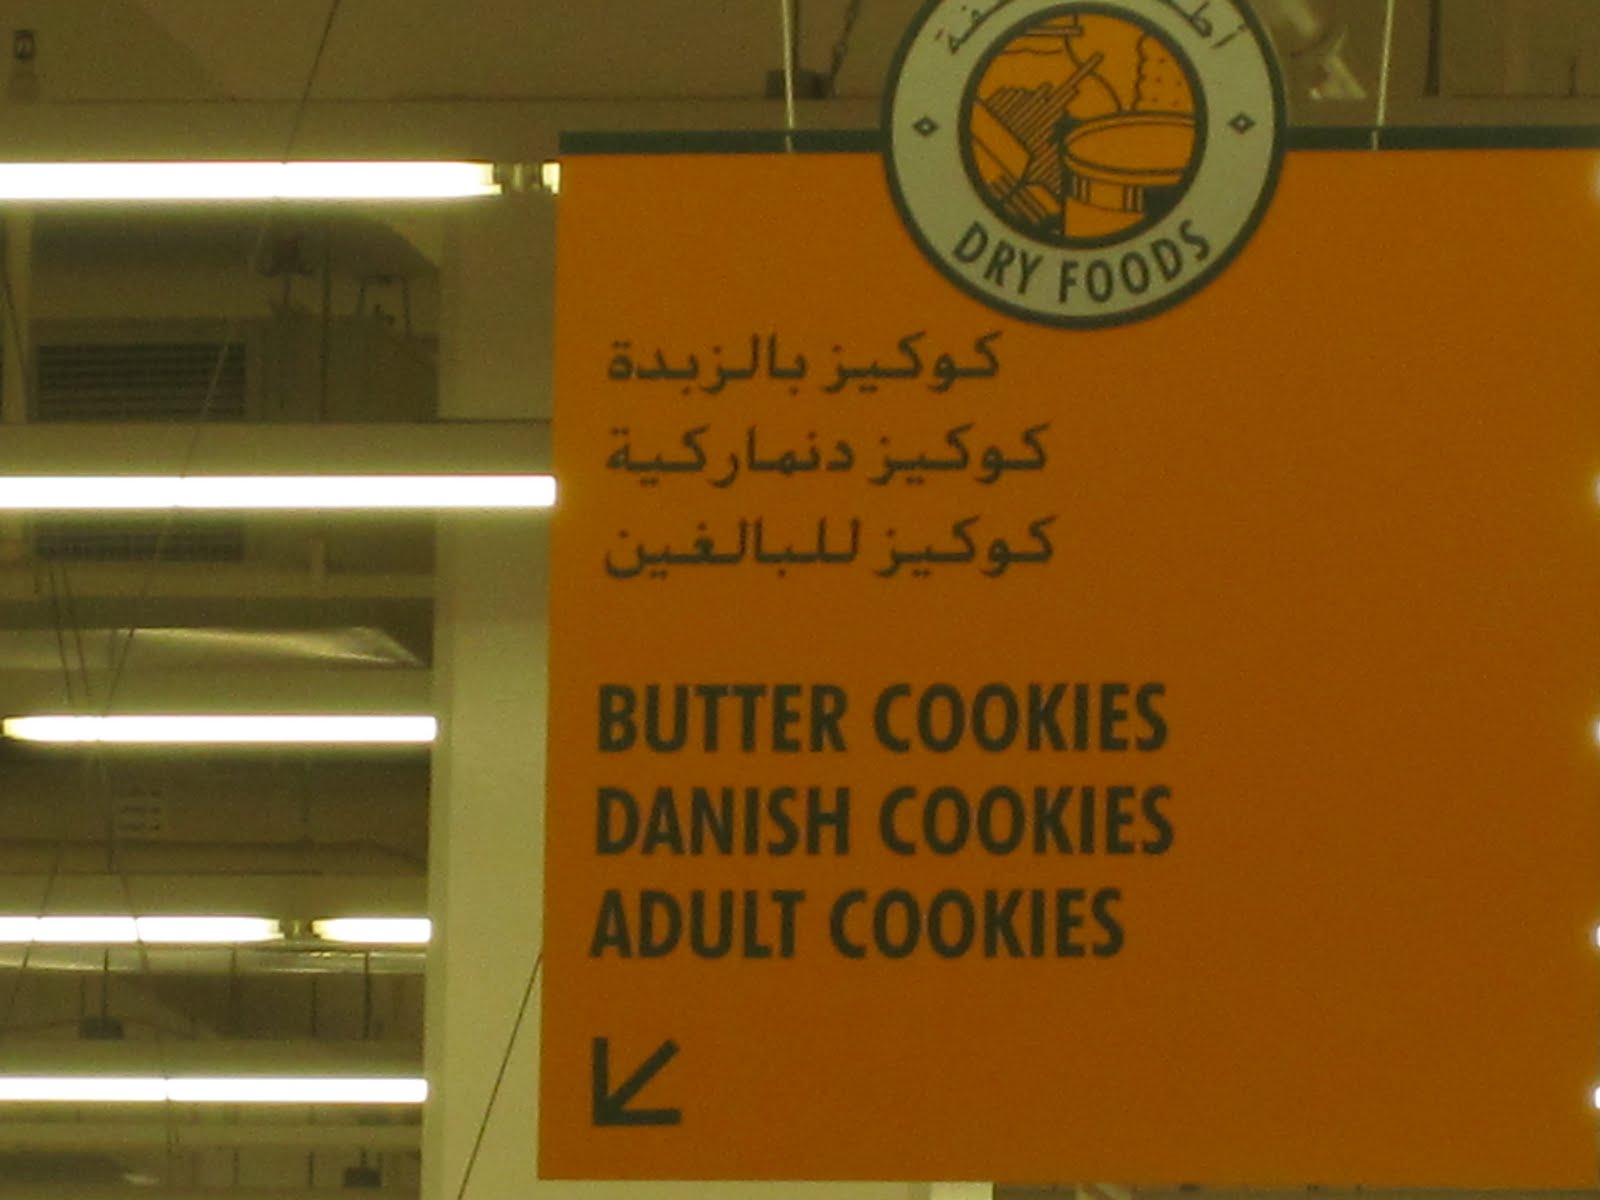 DRY FOODS
كوكيز بالزبدة
كوكيز دنماركية
كوكيز للبالغين
BUTTER COOKIES
DANISH COOKIES
ADULT COOKIES